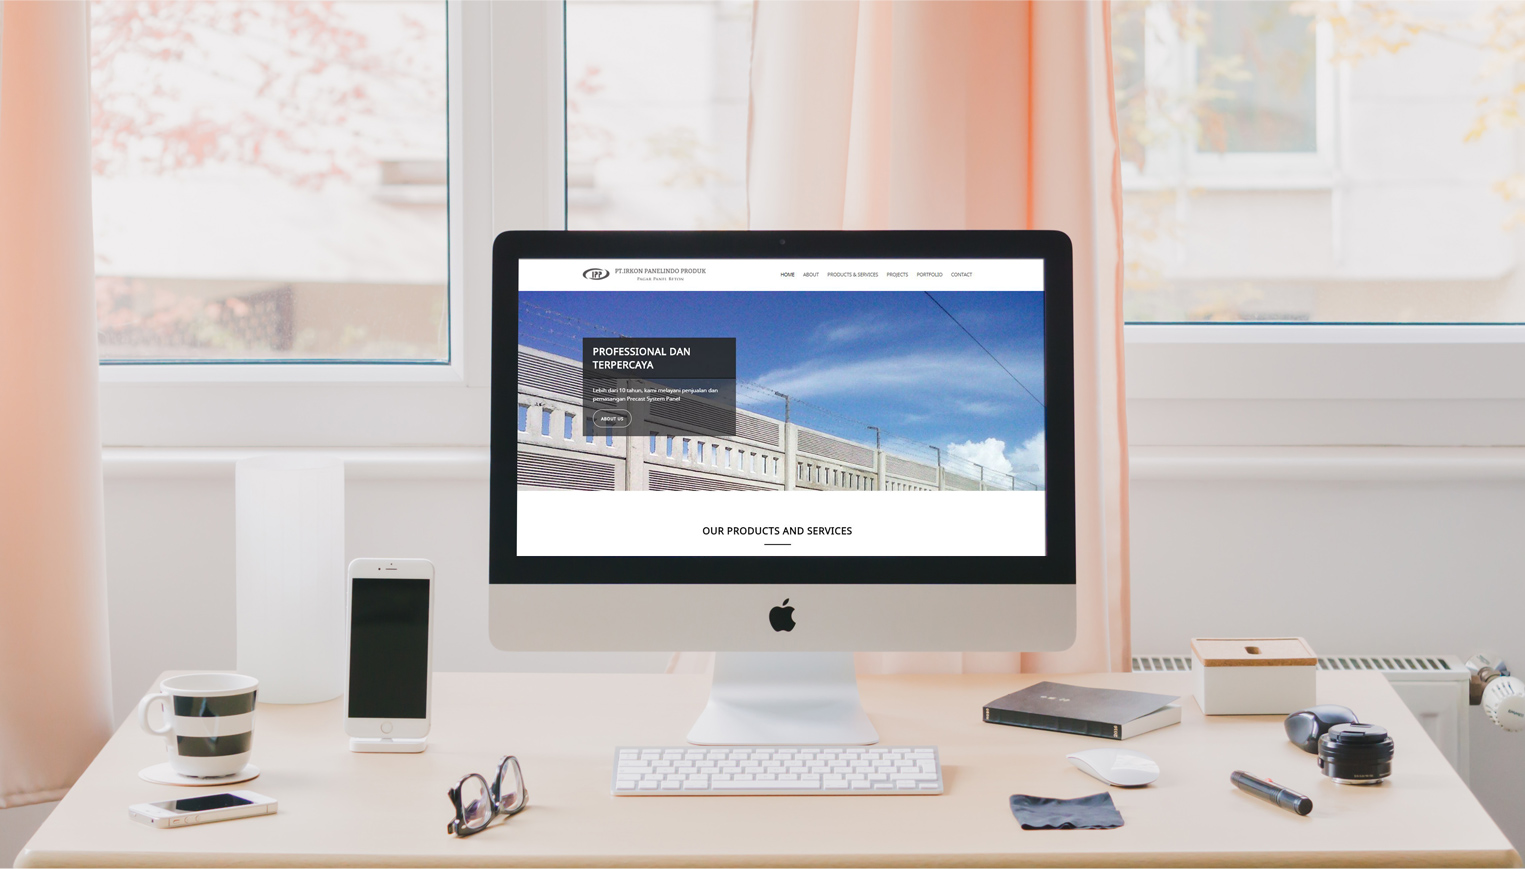 IPP
PT.IRKON PANELINDO PRODUK
PAGAR PANEL BETON
HOME ABOUT PRODUCTS & SERVICES PROJECTS PORTFOLIO CONTACT
PROFESSIONAL DAN
TERPERCAYA
Lebih dari 10 tahun, kami melayani penjualan dan
pemasangan Precast System Panel
ABOUT US
OUR PRODUCTS AND SERVICES